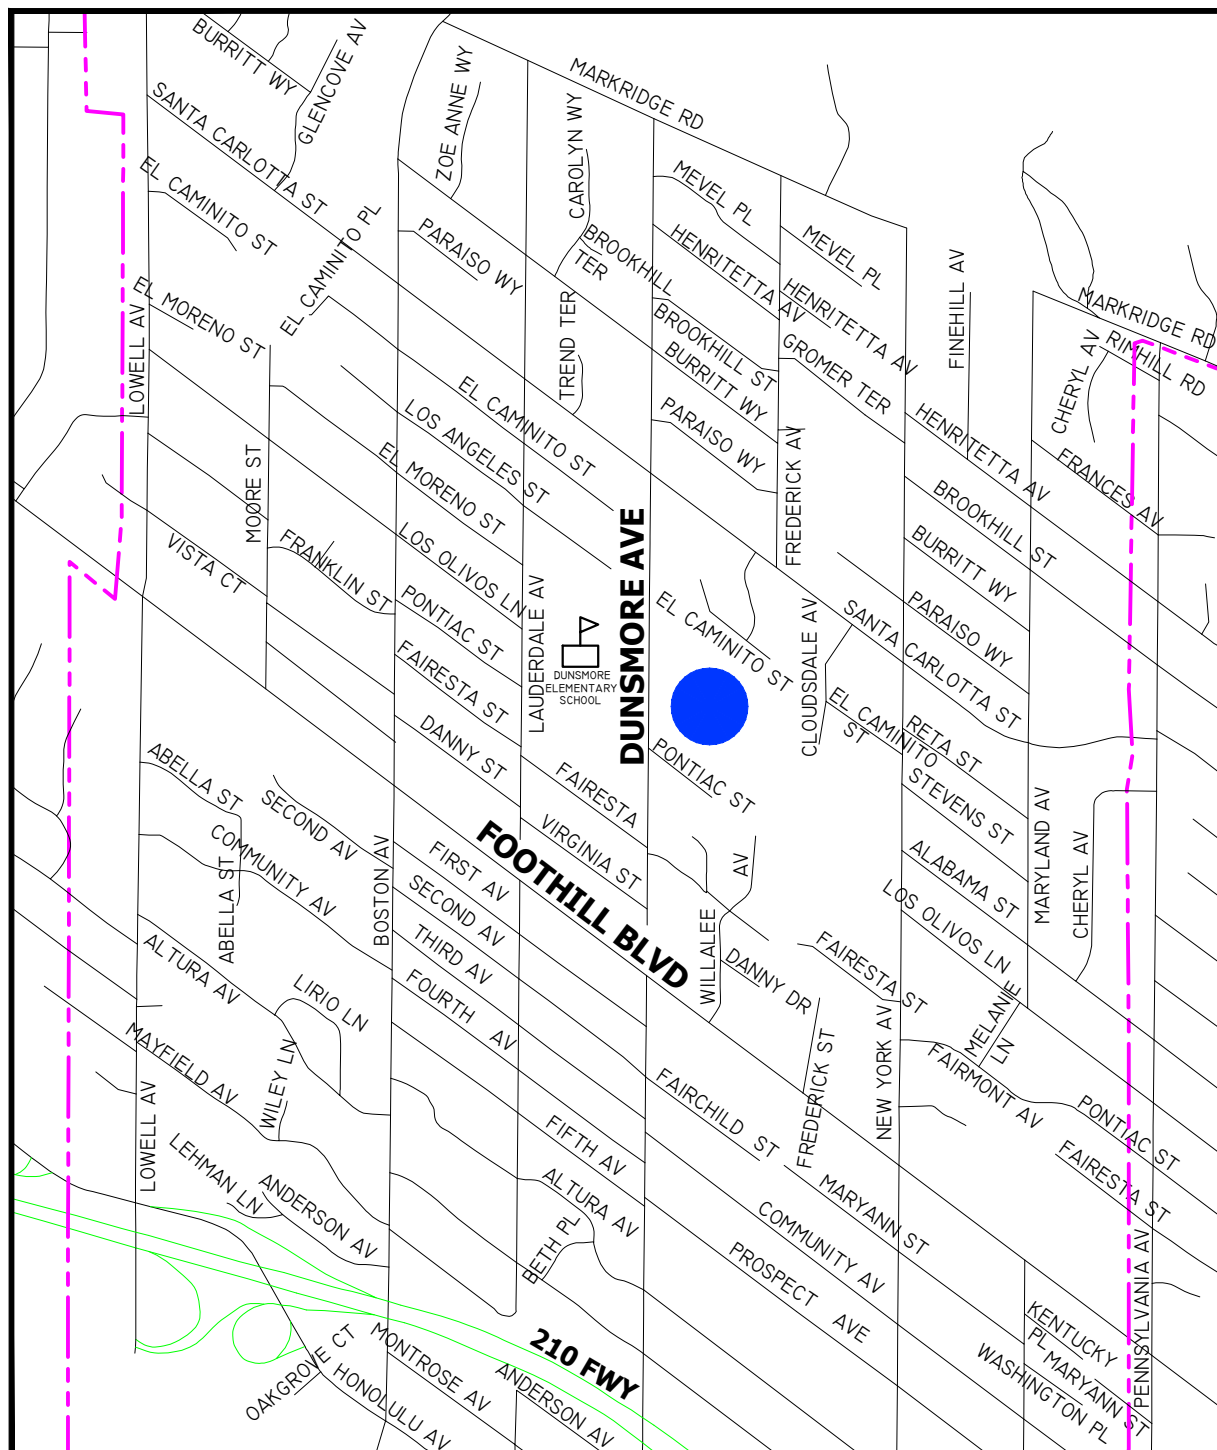 BURRITT WY
GLENCOVE AV
ZOE ANNE WY
MARKRIDGE RD
CAROLYN WY
SANTA CARLOTTA ST
EL CAMINITO ST
EL CAMINITO PL
PARAISO WY
BROOKHILL
TER
MEVEL PL
MEVEL PL
HENRITETTA AV
HENRITETTA AV
FINEHILL AV
MARKRIDGE RD
RIMHILL RD
CHERYL AV
EL MORENO ST
LOWELL AV
TREND TER
BROOKHILL ST
BURRITT WY
GROMER TER
PARAISO WY
HENRITETTA AV
FRANCES AV
EL CAMINITO ST
LOS ANGELES ST
EL MORENO ST
MOORE ST
FREDERICK AV
BROOKHILL ST
BURRITT WY
PARAISO WY
VISTA CT
FRANKLIN ST
LOS OLIVOS LN
PONTIAC ST
FAIRESTA ST
LAUDERDALE AV
DUNSMORE AVE
DUNSMORE
ELEMENTARY
SCHOOL
EL CAMINITO ST
CLOUDSDALE AV
SANTA CARLOTTA ST
EL CAMINITO
ST
RETA ST
STEVENS ST
DANNY ST
PONTIAC ST
FAIRESTA
VIRGINIA ST
ABELLA ST
SECOND AV
COMMUNITY AV
ABELLA ST
BOSTON AV
FIRST AV
SECOND AV
THIRD AV
FOURTH AV
FOOTHILL BLVD
WILLALEE
AV
DANNY DR
FAIRESTA ST
ALABAMA ST
LOS OLIVOS LN
MARYLAND AV
CHERYL AV
MELANIE
LN
NEW YORK AV
FREDERICK ST
FAIRMONT AV
PONTIAC ST
FAIRESTA ST
ALTURA AV
LIRIO LN
MAYFIELD AV
WILEY LN
LOWELL AV
LEHMAN LN
ANDERSON AV
FAIRCHILD ST
FIFTH AV
ALTURA AV
BETH PL
MARYANN ST
COMMUNITY AV
PROSPECT AVE
PENNSYLVANIA AV
KENTUCKY
PL
MARYANN ST
WASHINGTON PL
210 FWY
OAKGROVE CT
MONTROSE AV
E HONOLULU AV
ANDERSON AV